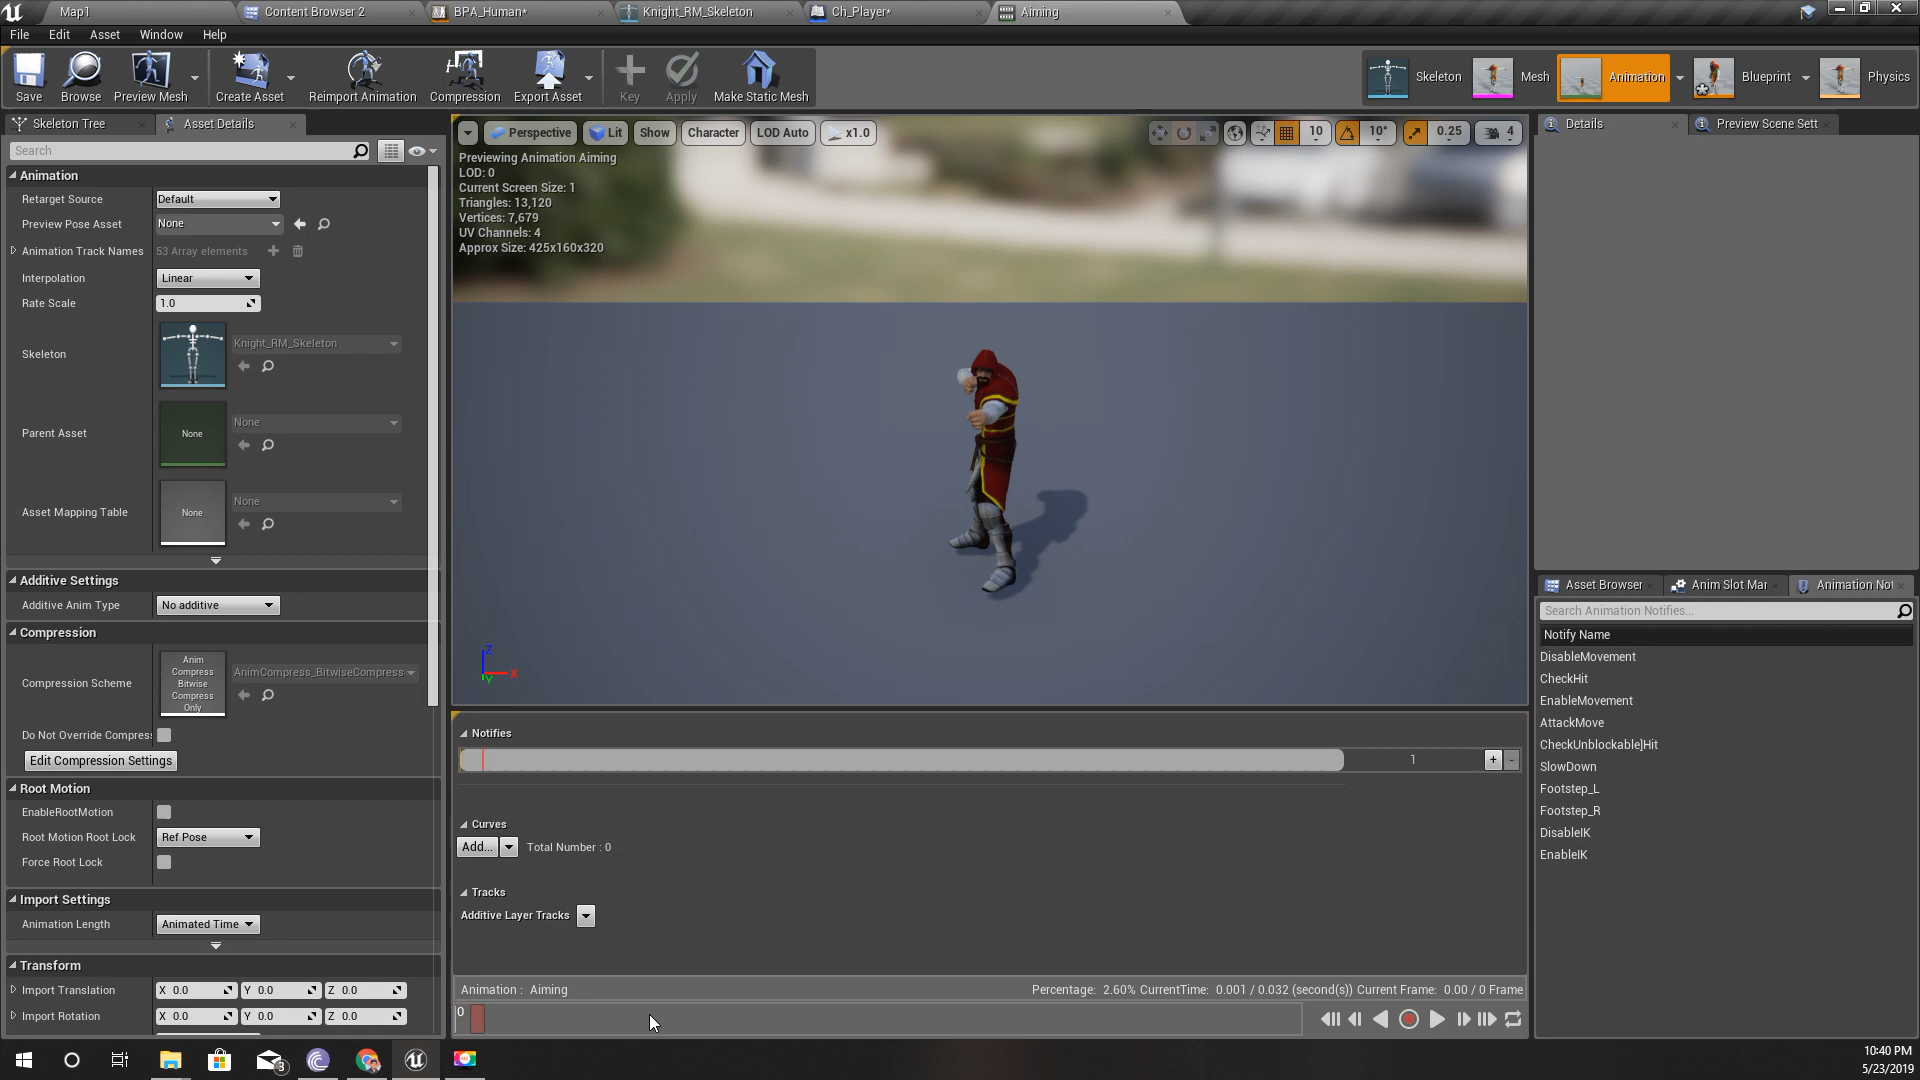 Map1
Content Browser 2
BPA_Human*
Knight_RM_Skeleton
Ch_Player*
Aiming
File Edit Asset Window Help
Save
Browse
Preview Mesh
Create Asset
Reimport Animation
Compression
Export Asset
Key
Apply
Make Static Mesh
Skeleton
Mesh
Animation
Blueprint
Physics
Skeleton Tree
Asset Details
Search
Animation
Retarget Source Default
Preview Pose Asset None
Animation Track Names 53 Array elements
Interpolation Linear
Rate Scale 1.0
Skeleton Knight_RM_Skeleton
Parent Asset None None
Asset Mapping Table None None
Additive Settings
Additive Anim Type No additive
Compression
Compression Scheme
Anim
Compress
Bitwise
Compress
Only
AnimCompress_BitwiseCompress
Do Not Override Compress
Edit Compression Settings
Root Motion
EnableRootMotion
Root Motion Root Lock Ref Pose
Force Root Lock
Import Settings
Animation Length Animated Time
Transform
Import Translation X 0.0 Y 0.0 Z 0.0
Import Rotation X 0.0 Y 0.0 Z 0.0
Perspective Lit Show Character LOD Auto x1.0
10 10° 0.25 4
Previewing Animation Aiming
LOD: 0
Current Screen Size: 1
Triangles: 13,120
Vertices: 7,679
UV Channels: 4
Approx Size: 425x160x320
Z
X
Y
Notifies
1 + -
Curves
Add... Total Number : 0
Tracks
Additive Layer Tracks
Animation : Aiming
Percentage: 2.60% CurrentTime: 0.001 / 0.032 (second(s)) Current Frame: 0.00 / 0 Frame
0
Details
Preview Scene Sett
Asset Browser
Anim Slot Mar
Animation Not
Search Animation Notifies...
Notify Name
DisableMovement
CheckHit
EnableMovement
AttackMove
CheckUnblockable]Hit
SlowDown
Footstep_L
Footstep_R
DisableIK
EnableIK
3
10:40 PM
5/23/2019